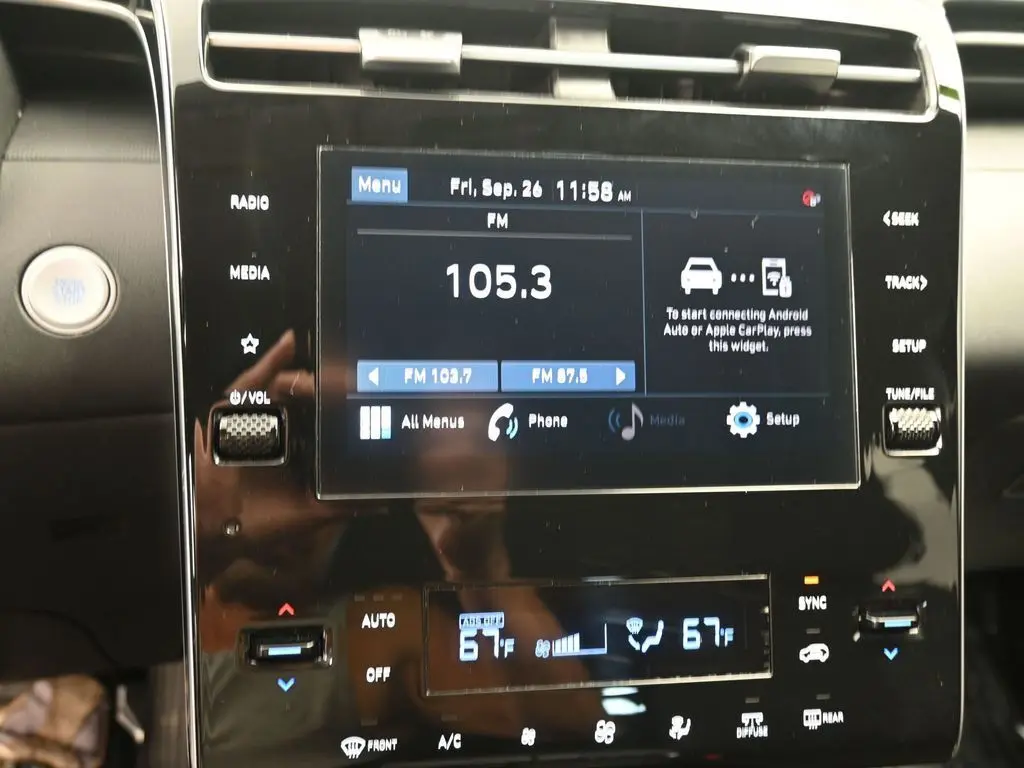 Menu Fri, Sep. 26 11:58 AM
FM
105.3
FM 103.7 FM 87.5
To start connecting Android
Auto or Apple CarPlay, press
this widget.
All Menus Phone Media Setup
RADIO
MEDIA
/VOL
<SEEK
TRACK>
SETUP
TUNE/FILE
AUTO
OFF
67°F
67°F
SYNC
FRONT
A/C
DIFFUSE
REAR